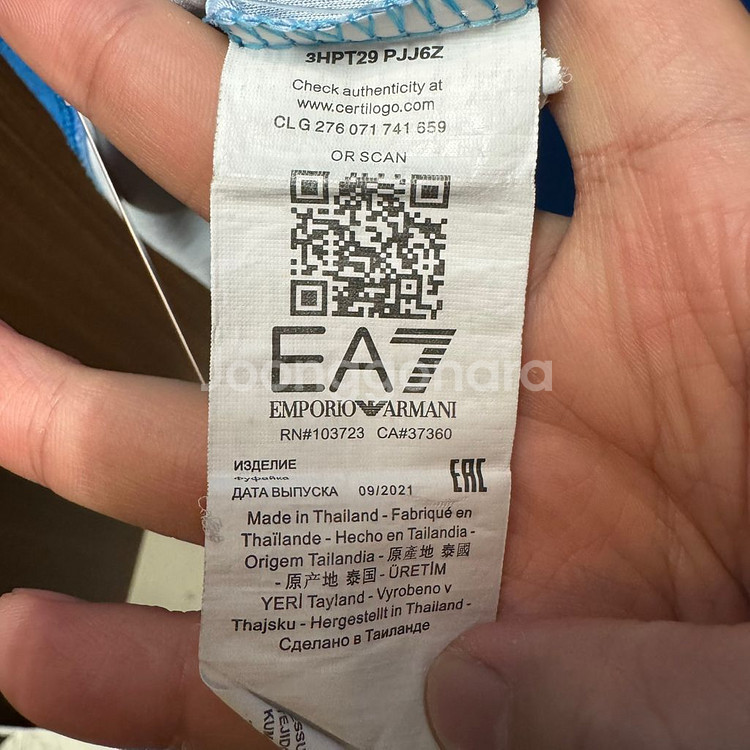 3HPT29 PJJ6Z
Check authenticity at
www.certilogo.com
CLG 276 071 741 659
OR SCAN
EA7
EMPORIO ARMANI
RN#103723 CA#37360
ИЗДЕЛИЕ
Фуфайка
ДАТА ВЫПУСКА 09/2021
EAC
Made in Thailand - Fabriqué en
Thaïlande - Hecho en Tailandia -
Origem Tailandia - 原產地 泰國
- 原产地 泰国 - ÜRETİM
YERİ Tayland - Vyrobeno v
Thajsku - Hergestellt in Thailand -
Сделано в Таиланде
joonggonara